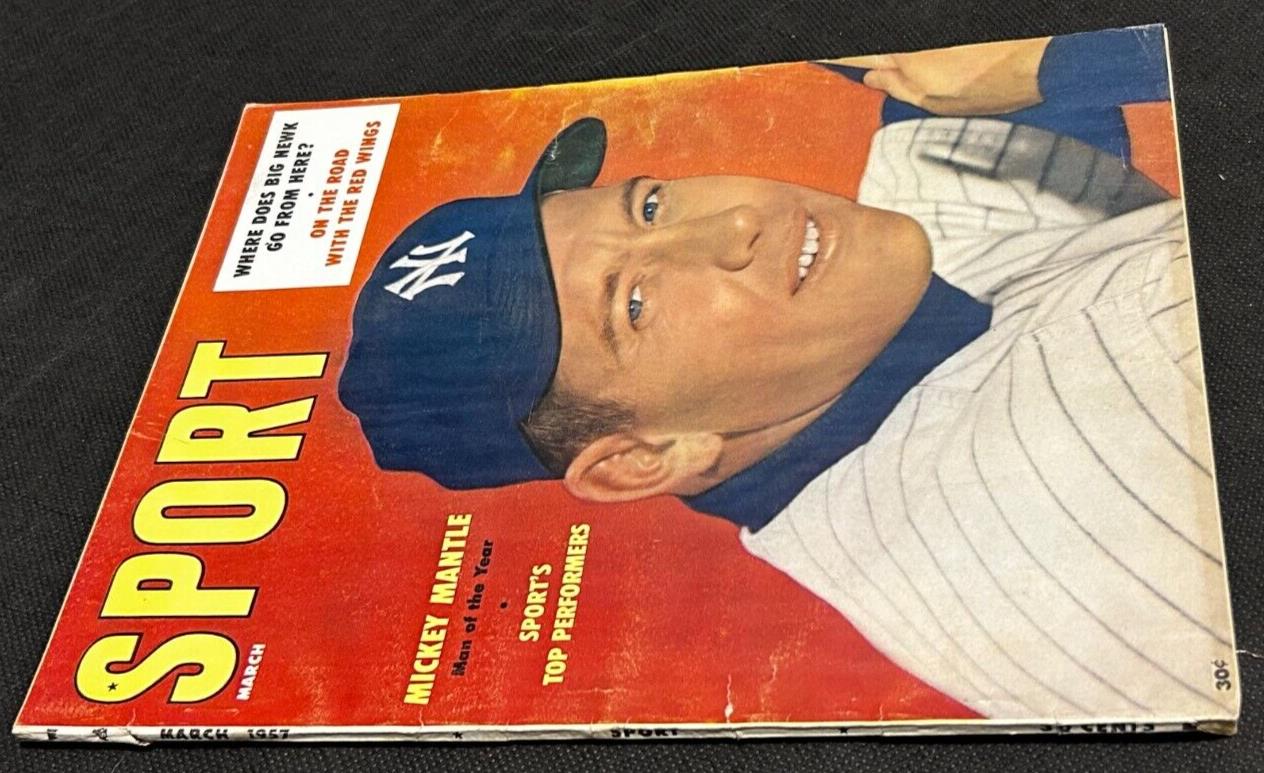 SPORT
MARCH
WHERE DOES BIG NEWK
GO FROM HERE?
•
ON THE ROAD
WITH THE RED WINGS
NY
MICKEY MANTLE
Man of the Year
•
SPORT'S
TOP PERFORMERS
30¢
MARCH 1957
SPORT
30 CENTS